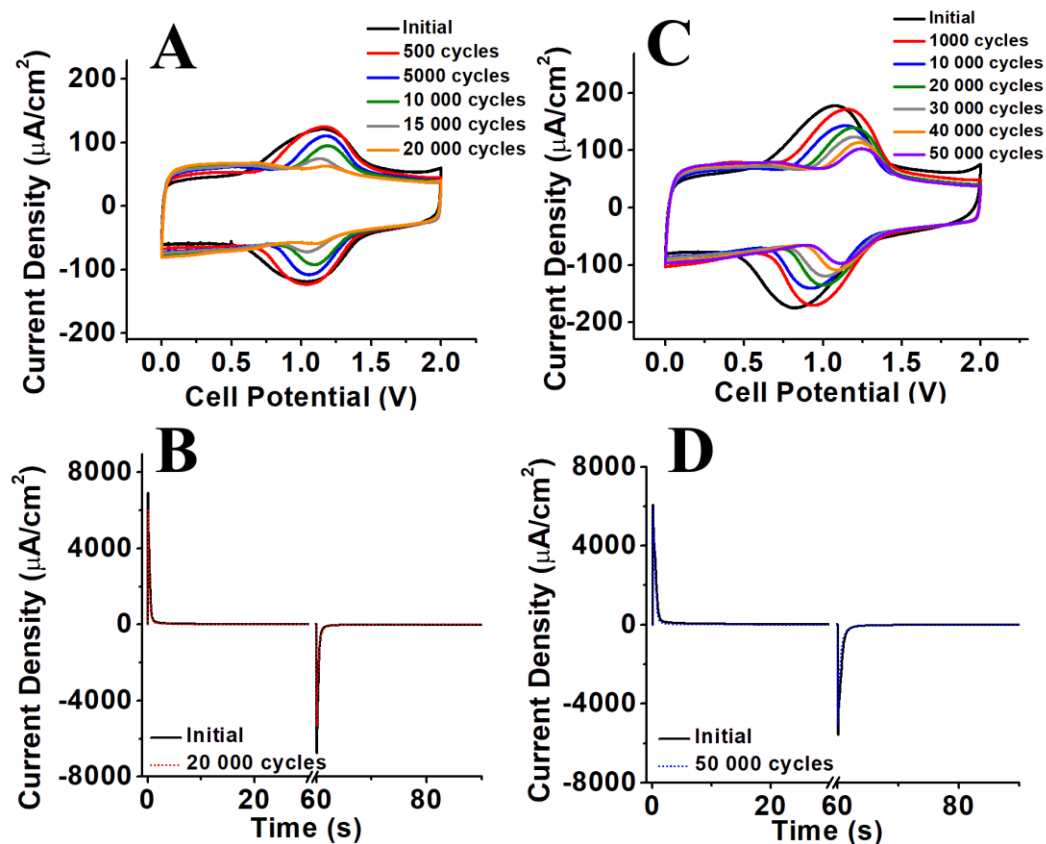 A
Initial
500 cycles
5000 cycles
10 000 cycles
15 000 cycles
20 000 cycles
Current Density (μA/cm²)
200
100
0
-100
-200
0.0 0.5 1.0 1.5 2.0
Cell Potential (V)
C
Initial
1000 cycles
10 000 cycles
20 000 cycles
30 000 cycles
40 000 cycles
50 000 cycles
Current Density (μA/cm²)
200
100
0
-100
-200
0.0 0.5 1.0 1.5 2.0
Cell Potential (V)
B
Current Density (μA/cm²)
8000
4000
0
-4000
-8000
Initial
20 000 cycles
0 20 60 80
Time (s)
D
Current Density (μA/cm²)
8000
4000
0
-4000
-8000
Initial
50 000 cycles
0 20 60 80
Time (s)